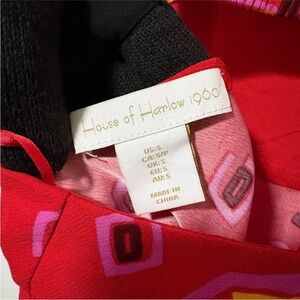 House of Harlow 1960
US:S
CA:S/P
UK:S
EU:S
AU:S
MADE IN
CHINA